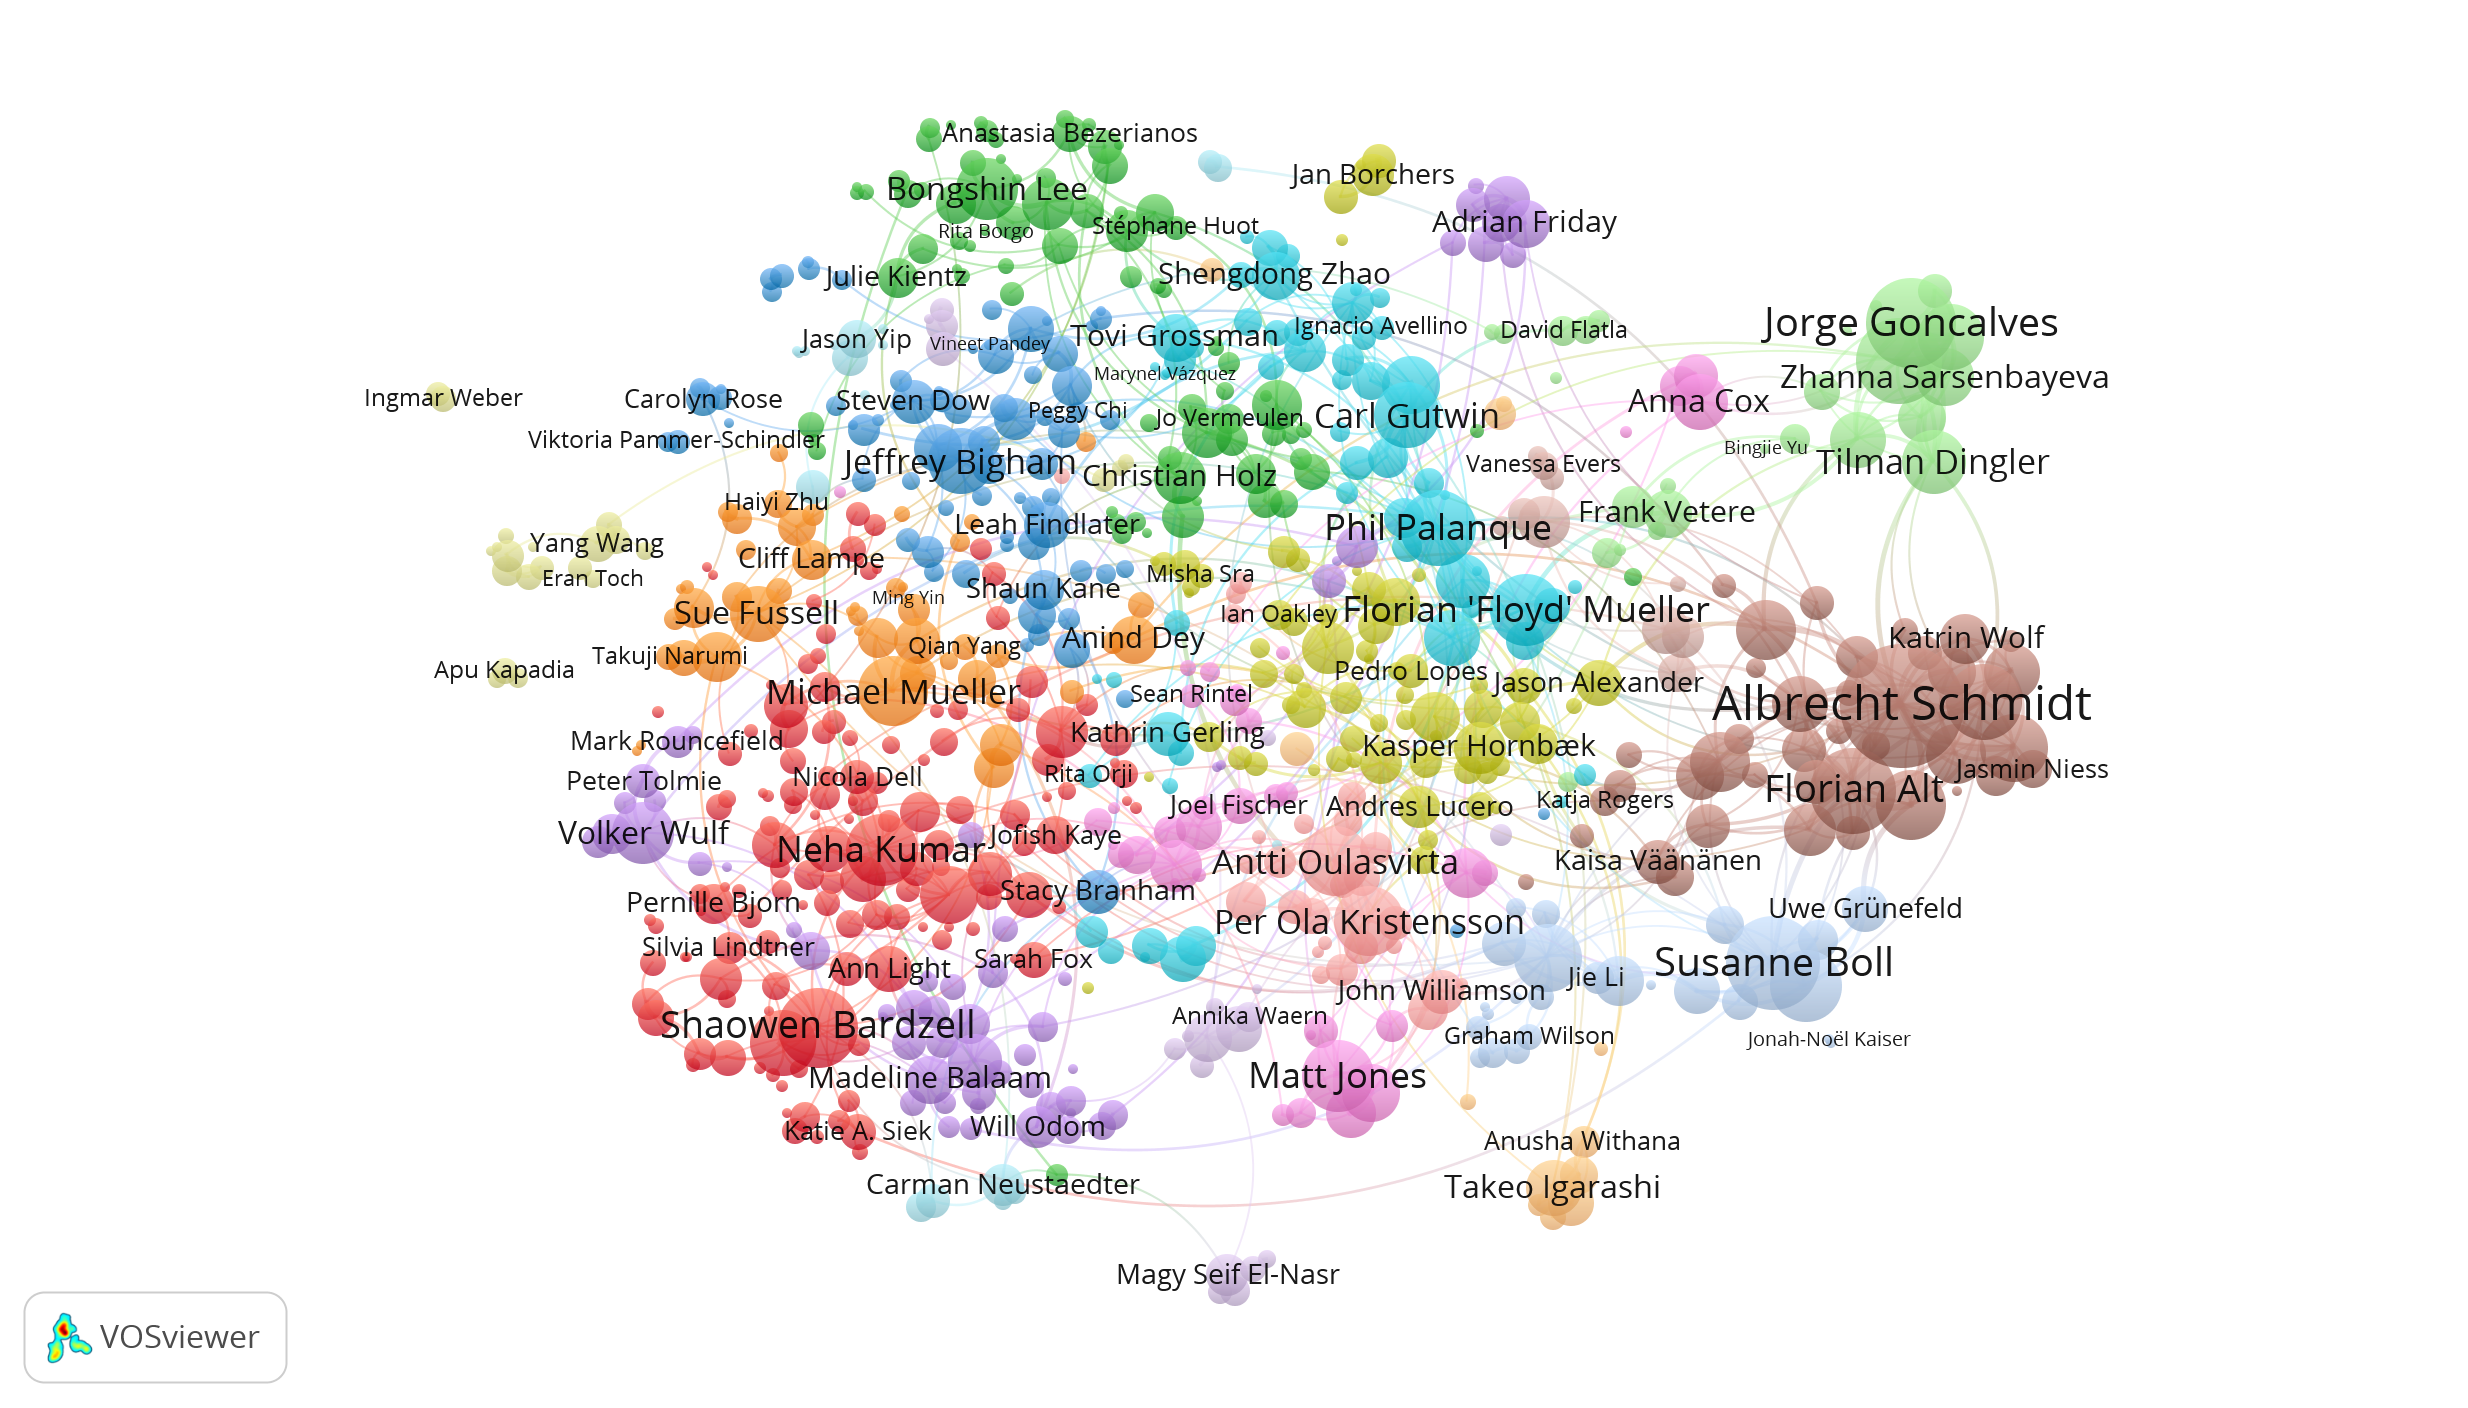 Anastasia Bezerianos
Jan Borchers
Bongshin Lee
Adrian Friday
Rita Borgo
Stéphane Huot
Julie Kientz
Shengdong Zhao
Jorge Goncalves
Jason Yip
Vineet Pandey
Tovi Grossman
Ignacio Avellino
David Flatla
Marynel Vázquez
Zhanna Sarsenbayeva
Ingmar Weber
Carolyn Rose
Steven Dow
Peggy Chi
Jo Vermeulen
Carl Gutwin
Anna Cox
Viktoria Pammer-Schindler
Jeffrey Bigham
Christian Holz
Vanessa Evers
Bingjie Yu
Tilman Dingler
Haiyi Zhu
Leah Findlater
Phil Palanque
Frank Vetere
Yang Wang
Cliff Lampe
Eran Toch
Shaun Kane
Misha Sra
Ming Yin
Sue Fussell
Ian Oakley
Florian 'Floyd' Mueller
Qian Yang
Anind Dey
Katrin Wolf
Apu Kapadia
Takuji Narumi
Pedro Lopes
Jason Alexander
Michael Mueller
Sean Rintel
Albrecht Schmidt
Mark Rouncefield
Kathrin Gerling
Kasper Hornbæk
Peter Tolmie
Nicola Dell
Rita Orji
Jasmin Niess
Joel Fischer
Andres Lucero
Katja Rogers
Florian Alt
Volker Wulf
Neha Kumar
Jofish Kaye
Antti Oulasvirta
Kaisa Väänänen
Pernille Bjorn
Stacy Branham
Per Ola Kristensson
Uwe Grünefeld
Silvia Lindtner
Ann Light
Sarah Fox
John Williamson
Jie Li
Susanne Boll
Shaowen Bardzell
Annika Waern
Graham Wilson
Jonah-Noël Kaiser
Madeline Balaam
Matt Jones
Katie A. Siek
Will Odom
Anusha Withana
Carman Neustaedter
Takeo Igarashi
Magy Seif El-Nasr
VOSviewer